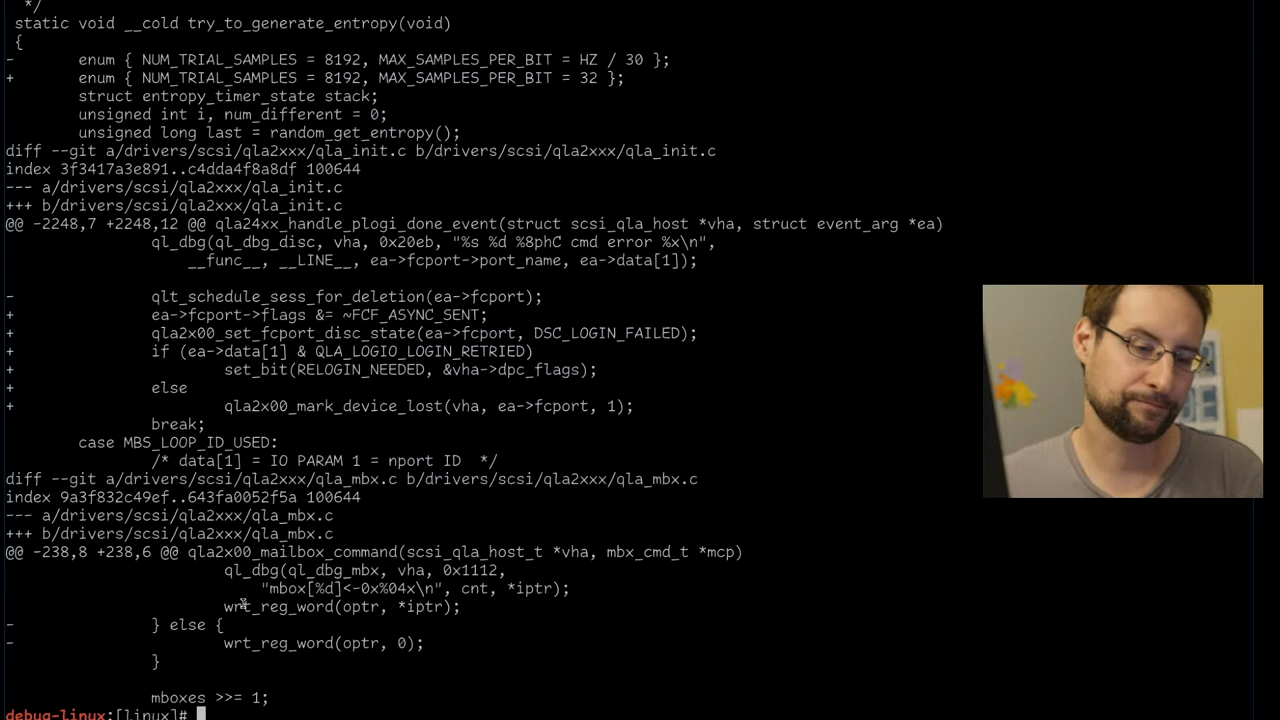 */
static void __cold try_to_generate_entropy(void)
{
- enum { NUM_TRIAL_SAMPLES = 8192, MAX_SAMPLES_PER_BIT = HZ / 30 };
+ enum { NUM_TRIAL_SAMPLES = 8192, MAX_SAMPLES_PER_BIT = 32 };
struct entropy_timer_state stack;
unsigned int i, num_different = 0;
unsigned long last = random_get_entropy();
diff --git a/drivers/scsi/qla2xxx/qla_init.c b/drivers/scsi/qla2xxx/qla_init.c
index 3f3417a3e891..c4dda4f8a8df 100644
--- a/drivers/scsi/qla2xxx/qla_init.c
+++ b/drivers/scsi/qla2xxx/qla_init.c
@@ -2248,7 +2248,12 @@ qla24xx_handle_plogi_done_event(struct scsi_qla_host *vha, struct event_arg *ea)
ql_dbg(ql_dbg_disc, vha, 0x20eb, "%s %d %8phC cmd error %x\n",
__func__, __LINE__, ea->fcport->port_name, ea->data[1]);
- qlt_schedule_sess_for_deletion(ea->fcport);
+ ea->fcport->flags &= ~FCF_ASYNC_SENT;
+ qla2x00_set_fcport_disc_state(ea->fcport, DSC_LOGIN_FAILED);
+ if (ea->data[1] & QLA_LOGIO_LOGIN_RETRIED)
+ set_bit(RELOGIN_NEEDED, &vha->dpc_flags);
+ else
+ qla2x00_mark_device_lost(vha, ea->fcport, 1);
break;
case MBS_LOOP_ID_USED:
/* data[1] = IO PARAM 1 = nport ID  */
diff --git a/drivers/scsi/qla2xxx/qla_mbx.c b/drivers/scsi/qla2xxx/qla_mbx.c
index 9a3f832c49ef..643fa0052f5a 100644
--- a/drivers/scsi/qla2xxx/qla_mbx.c
+++ b/drivers/scsi/qla2xxx/qla_mbx.c
@@ -238,8 +238,6 @@ qla2x00_mailbox_command(scsi_qla_host_t *vha, mbx_cmd_t *mcp)
ql_dbg(ql_dbg_mbx, vha, 0x1112,
"mbox[%d]<-0x%04x\n", cnt, *iptr);
wrt_reg_word(optr, *iptr);
- } else {
- wrt_reg_word(optr, 0);
}
mboxes >>= 1;
debug-linux:[linux]#